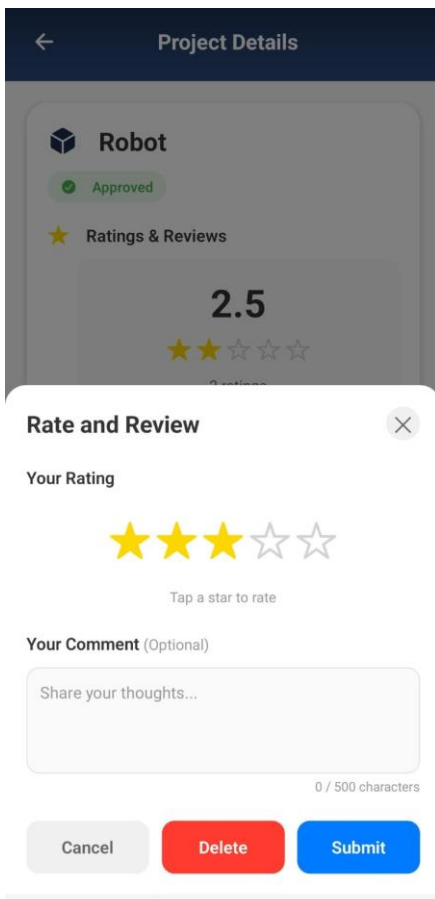 Project Details
Robot
Approved
Ratings & Reviews
2.5
ratings
Rate and Review
Your Rating
Tap a star to rate
Your Comment (Optional)
Share your thoughts...
0 / 500 characters
Cancel
Delete
Submit